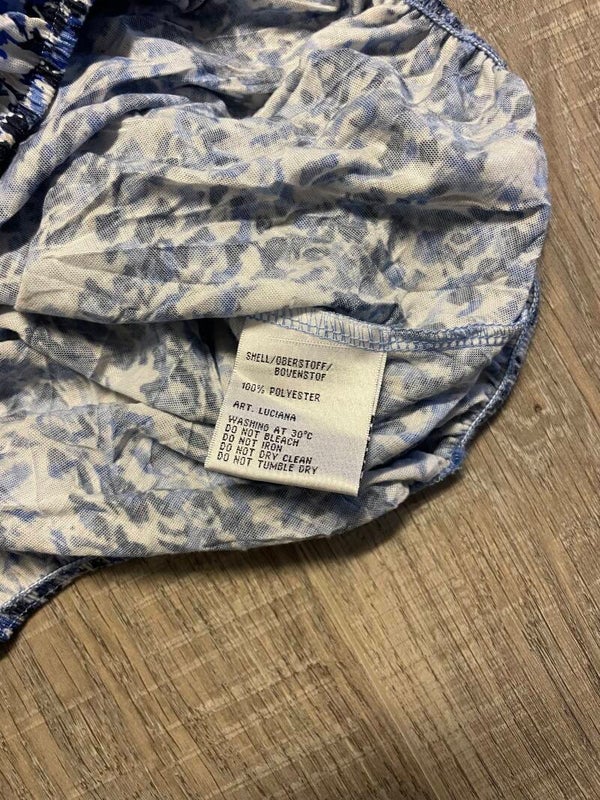 SHELL/OBERSTOFF/
BOVENSTOF
100% POLYESTER
ART. LUCIANA
WASHING AT 30°C
DO NOT BLEACH
DO NOT IRON
DO NOT DRY CLEAN
DO NOT TUMBLE DRY